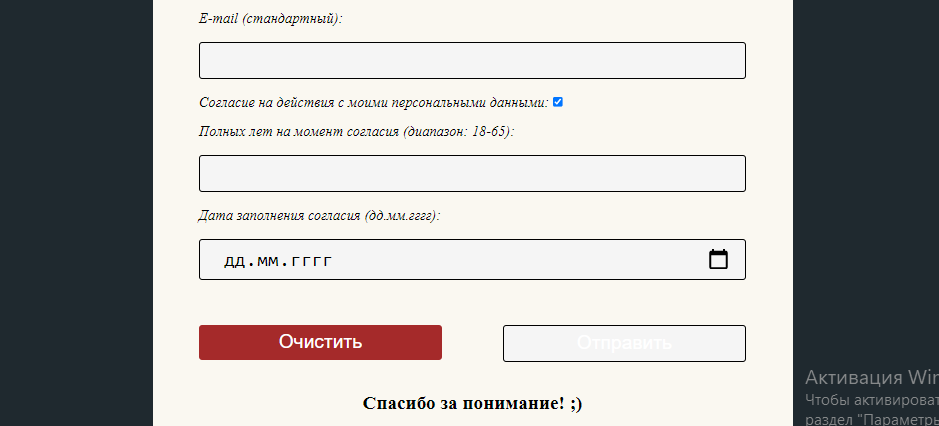 E-mail (стандартный):
Согласие на действия с моими персональными данными:
Полных лет на момент согласия (диапазон: 18-65):
Дата заполнения согласия (дд.мм.гггг):
дд.мм.гггг
Очистить
Отправить
Активация Win
Спасибо за понимание! ;)
Чтобы активироват
раздел "Параметры